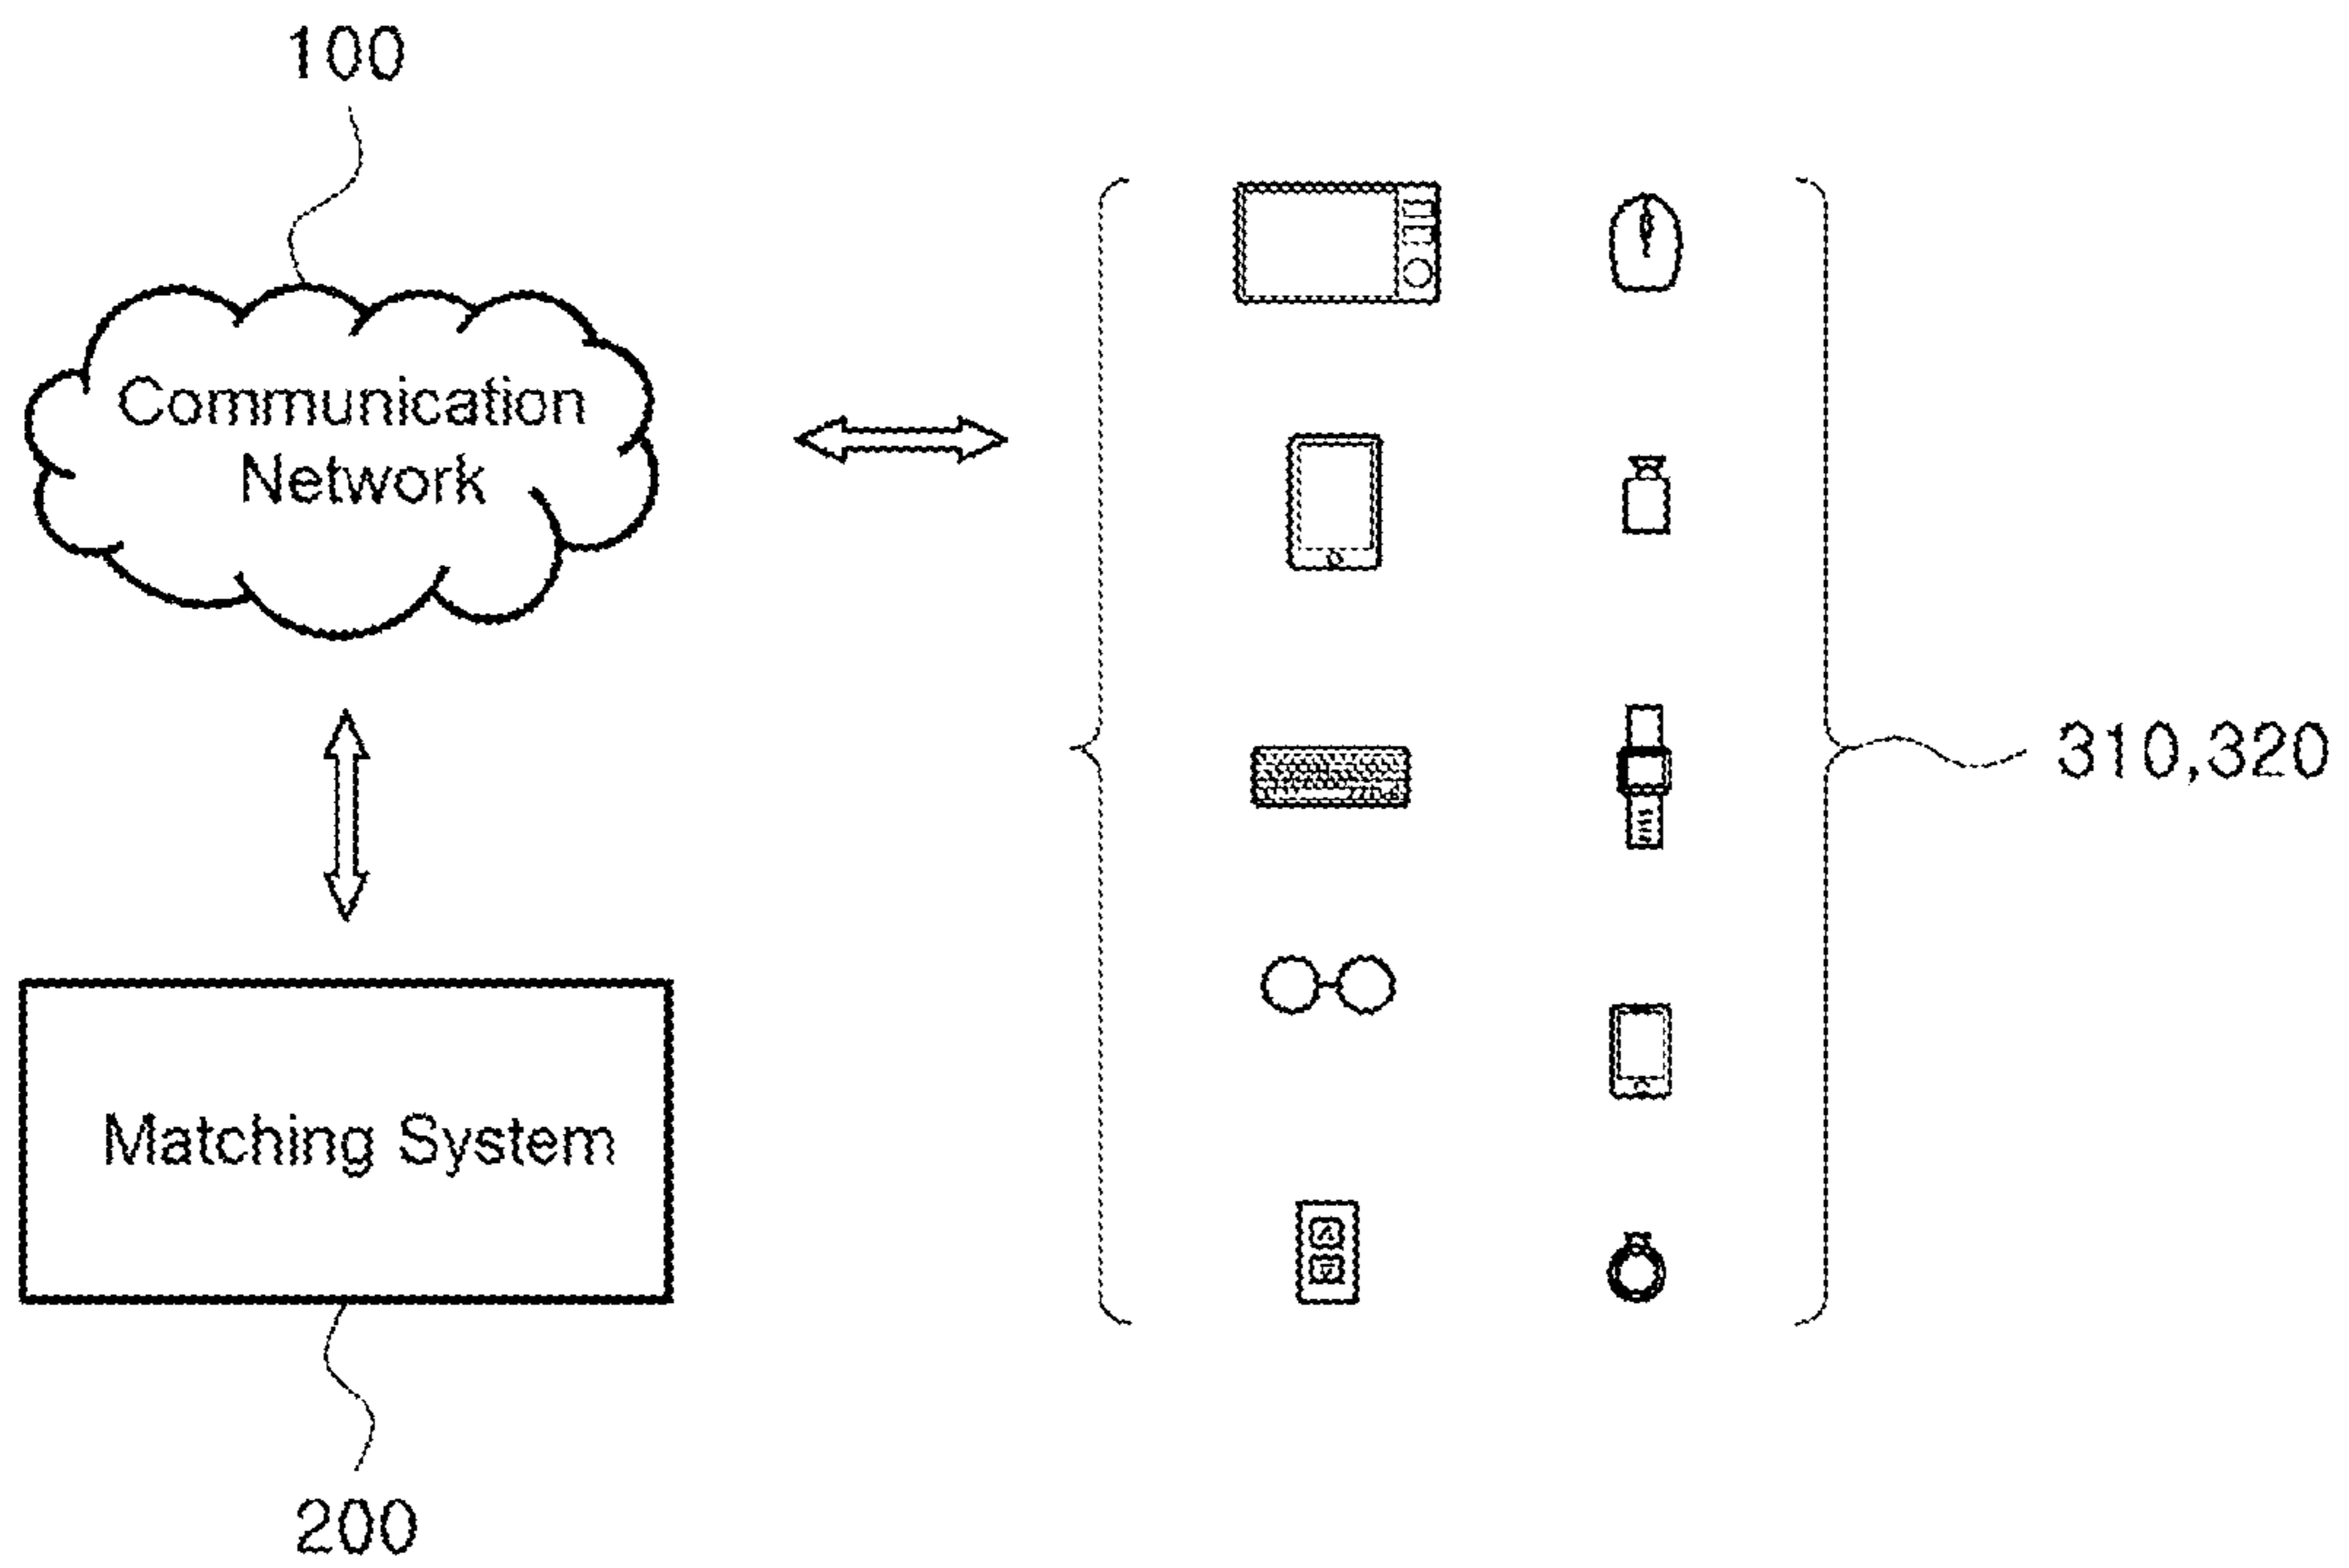 100
Communication
Network
310,320
Matching System
200